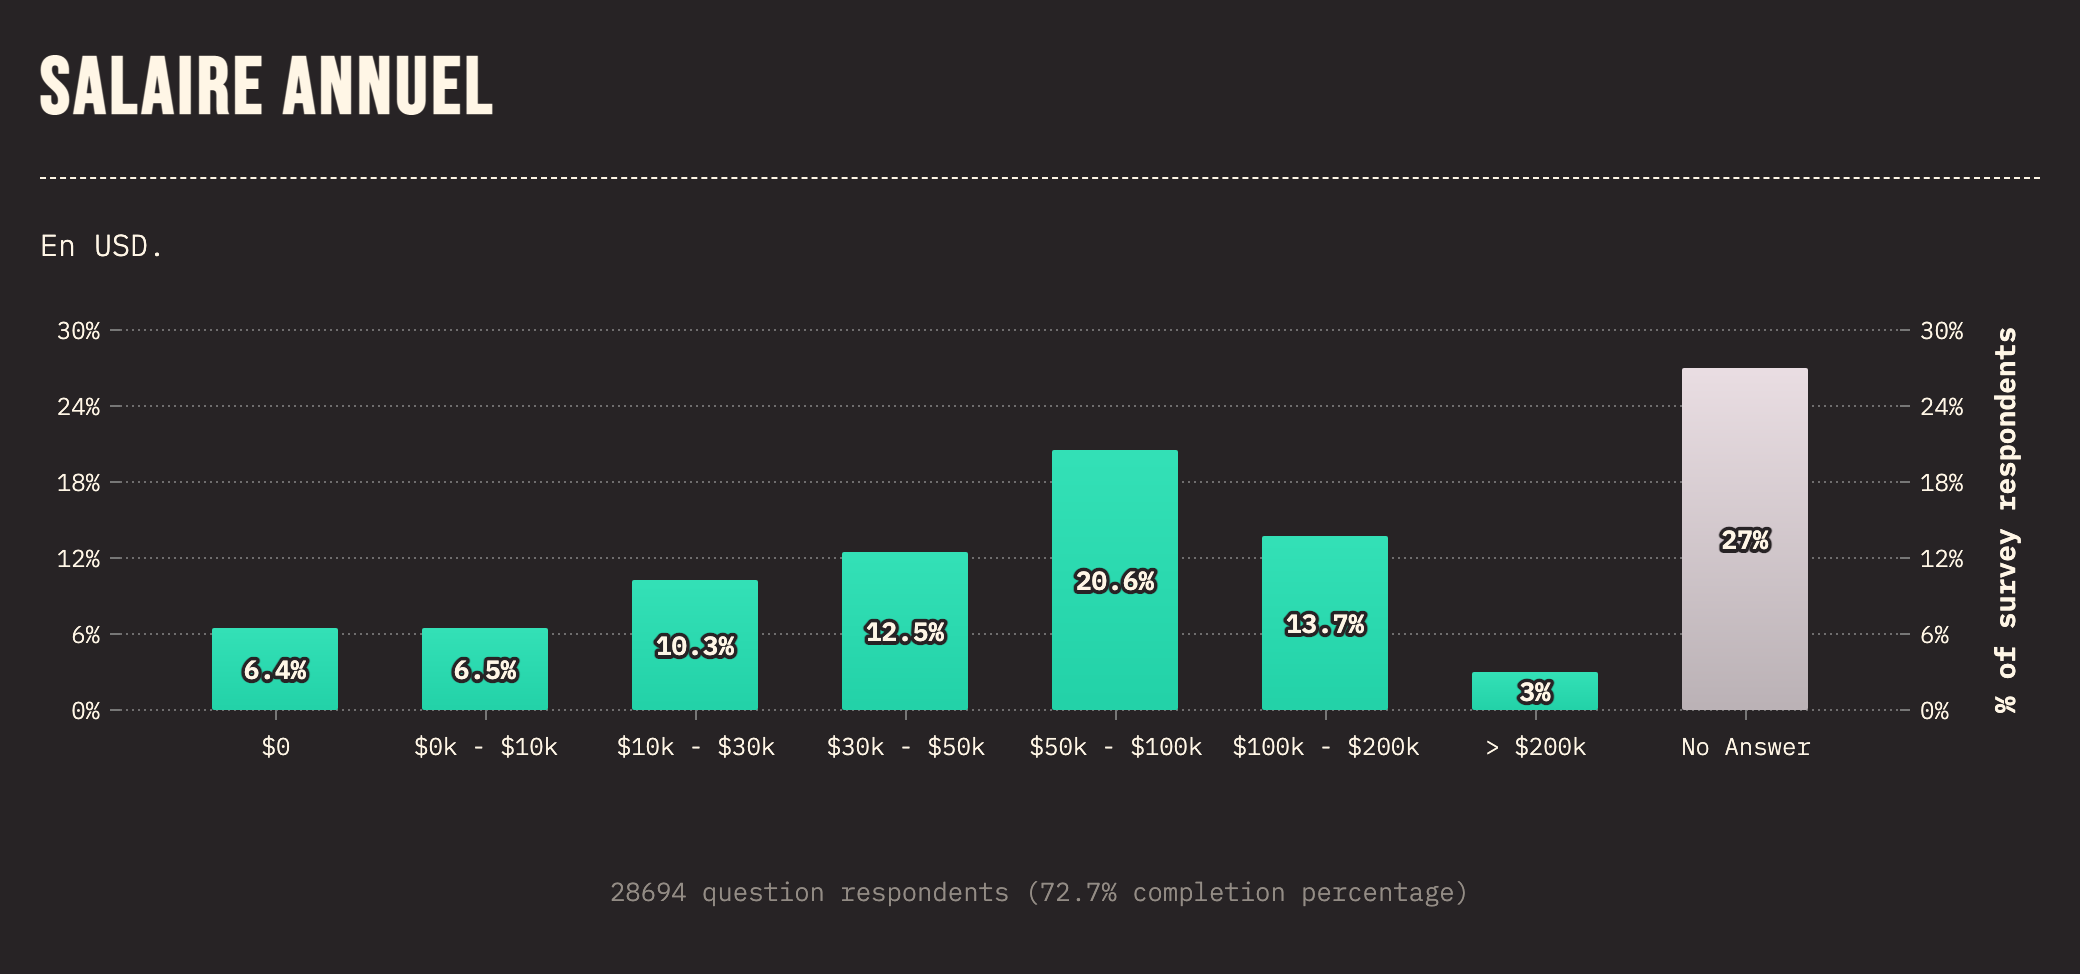 SALAIRE ANNUEL
En USD.
30% 30%
24% 24%
18% 18%
12% 12%
6% 6%
0% 0%
% of survey respondents
6.4% 6.5% 10.3% 12.5% 20.6% 13.7% 3% 27%
$0 $0k - $10k $10k - $30k $30k - $50k $50k - $100k $100k - $200k > $200k No Answer
28694 question respondents (72.7% completion percentage)